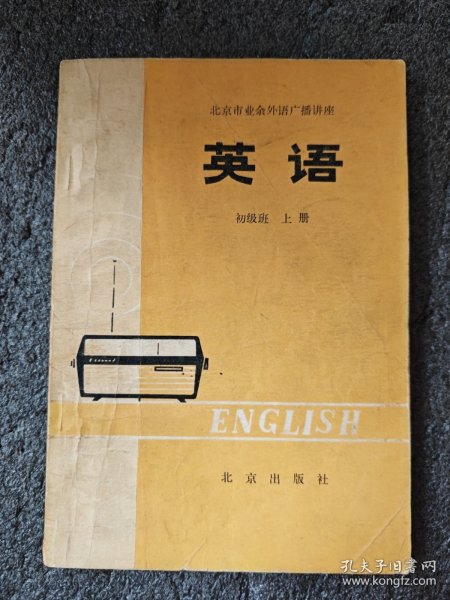 北京市业余外语广播讲座
英语
初级班 上册
ENGLISH
北京出版社
孔夫子旧书网
www.kongfz.com